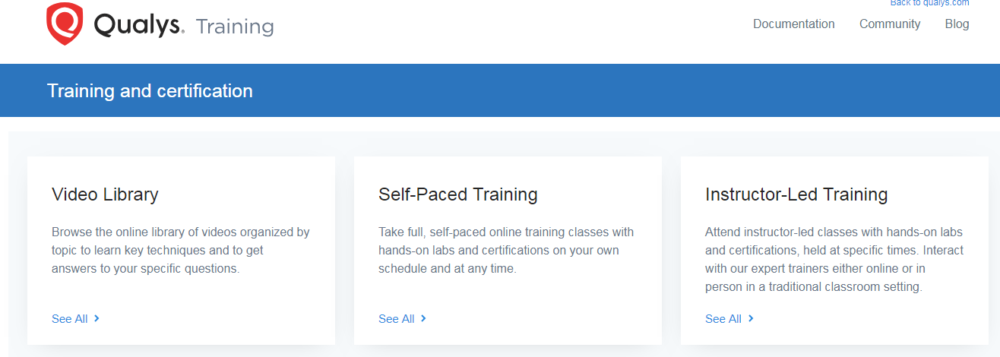 Back to qualys.com
Qualys. Training
Documentation Community Blog
Training and certification
Video Library
Browse the online library of videos organized by
topic to learn key techniques and to get
answers to your specific questions.
See All
Self-Paced Training
Take full, self-paced online training classes with
hands-on labs and certifications on your own
schedule and at any time.
See All
Instructor-Led Training
Attend instructor-led classes with hands-on labs
and certifications, held at specific times. Interact
with our expert trainers either online or in
person in a traditional classroom setting.
See All